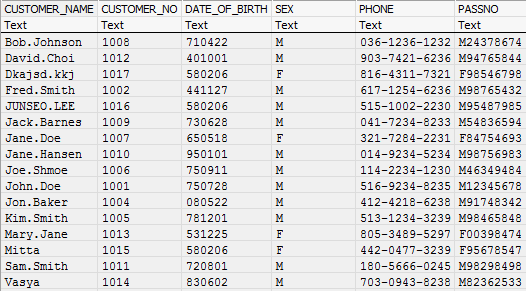 CUSTOMER_NAME CUSTOMER_NO DATE_OF_BIRTH SEX PHONE PASSNO
Text Text Text Text Text Text
Bob.Johnson 1008 710422 M 036-1236-1232 M24378674
David.Choi 1012 401001 M 903-7421-6236 M94765844
Dkajsd.kkj 1017 580206 F 816-4311-7321 F98546798
Fred.Smith 1002 441127 M 617-1254-6236 M98765432
JUNSEO.LEE 1016 580206 M 515-1002-2230 M95487985
Jack.Barnes 1009 730628 M 041-7234-8233 M54836594
Jane.Doe 1007 650518 F 321-7284-2231 F84754693
Jane.Hansen 1010 950101 M 014-9234-5234 M98756983
Joe.Shmoe 1006 750911 M 114-2234-1230 M46349484
John.Doe 1001 750728 M 516-9234-8235 M12345678
Jon.Baker 1004 080522 M 412-4218-6238 M91748342
Kim.Smith 1005 781201 M 513-1234-3239 M98465848
Mary.Jane 1013 531225 F 805-3489-5297 F00398474
Mitta 1015 580206 F 442-0477-3239 F95678547
Sam.Smith 1011 720801 M 180-5666-0245 M98298498
Vasya 1014 830602 M 703-0943-8238 M82362533